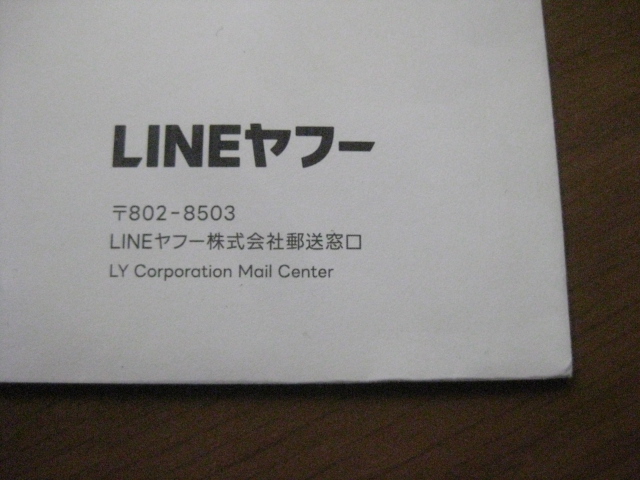 LINEヤフー
〒802-8503
LINEヤフー株式会社郵送窓口
LY Corporation Mail Center